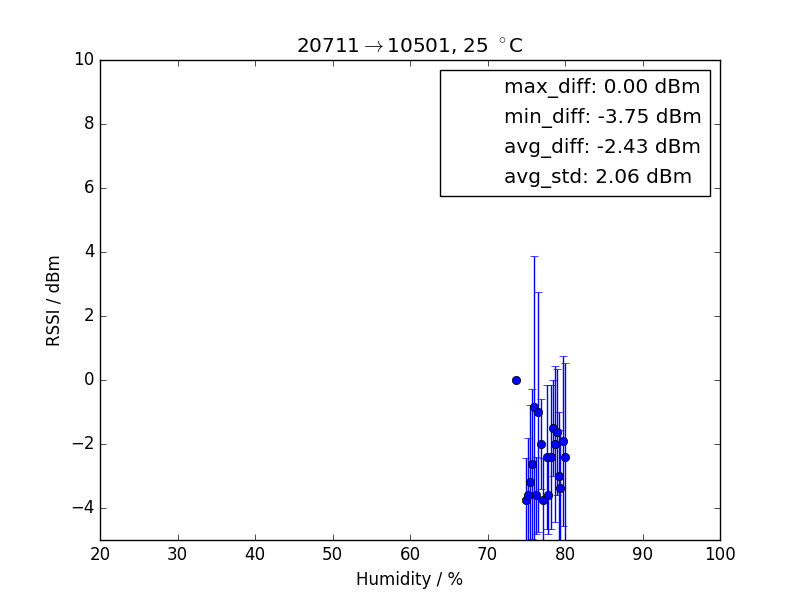 20711→10501, 25 °C
max_diff: 0.00 dBm
min_diff: -3.75 dBm
avg_diff: -2.43 dBm
avg_std: 2.06 dBm
RSSI / dBm
10
8
6
4
2
0
−2
−4
20 30 40 50 60 70 80 90 100
Humidity / %